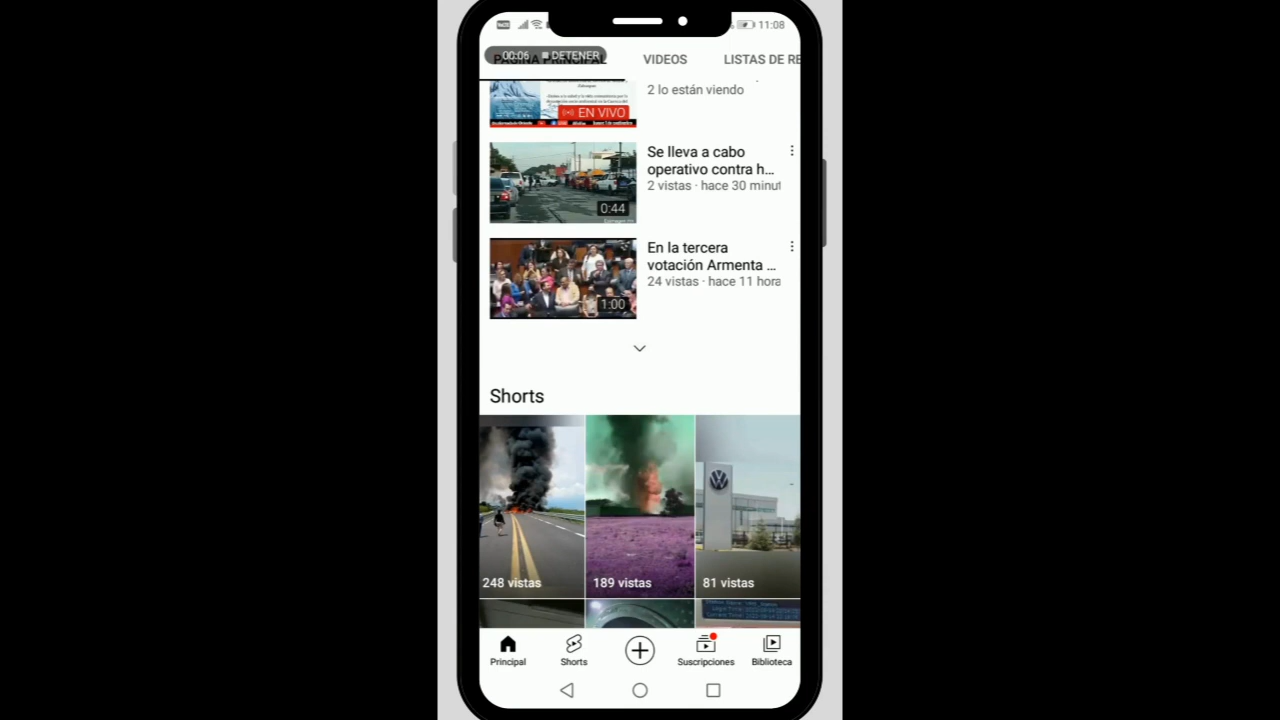 11:08
00:06 DETENER
PÁGINA PRINCIPAL
VIDEOS
LISTAS DE RE
2 lo están viendo
EN VIVO
Se lleva a cabo
operativo contra h...
2 vistas · hace 30 minut
0:44
En la tercera
votación Armenta ...
24 vistas · hace 11 hora
1:00
Shorts
248 vistas
189 vistas
81 vistas
Principal
Shorts
Suscripciones
Biblioteca